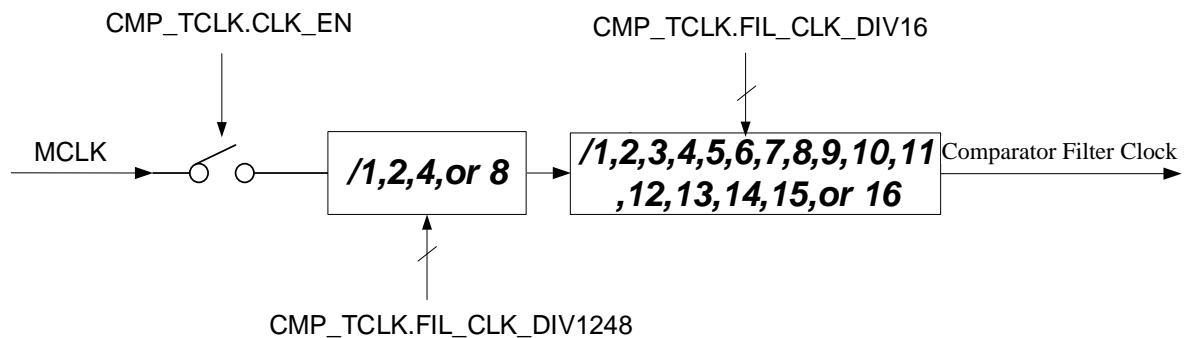 CMP_TCLK.CLK_EN
CMP_TCLK.FIL_CLK_DIV16
MCLK
/1,2,4,or 8
/1,2,3,4,5,6,7,8,9,10,11
,12,13,14,15,or 16
Comparator Filter Clock
CMP_TCLK.FIL_CLK_DIV1248